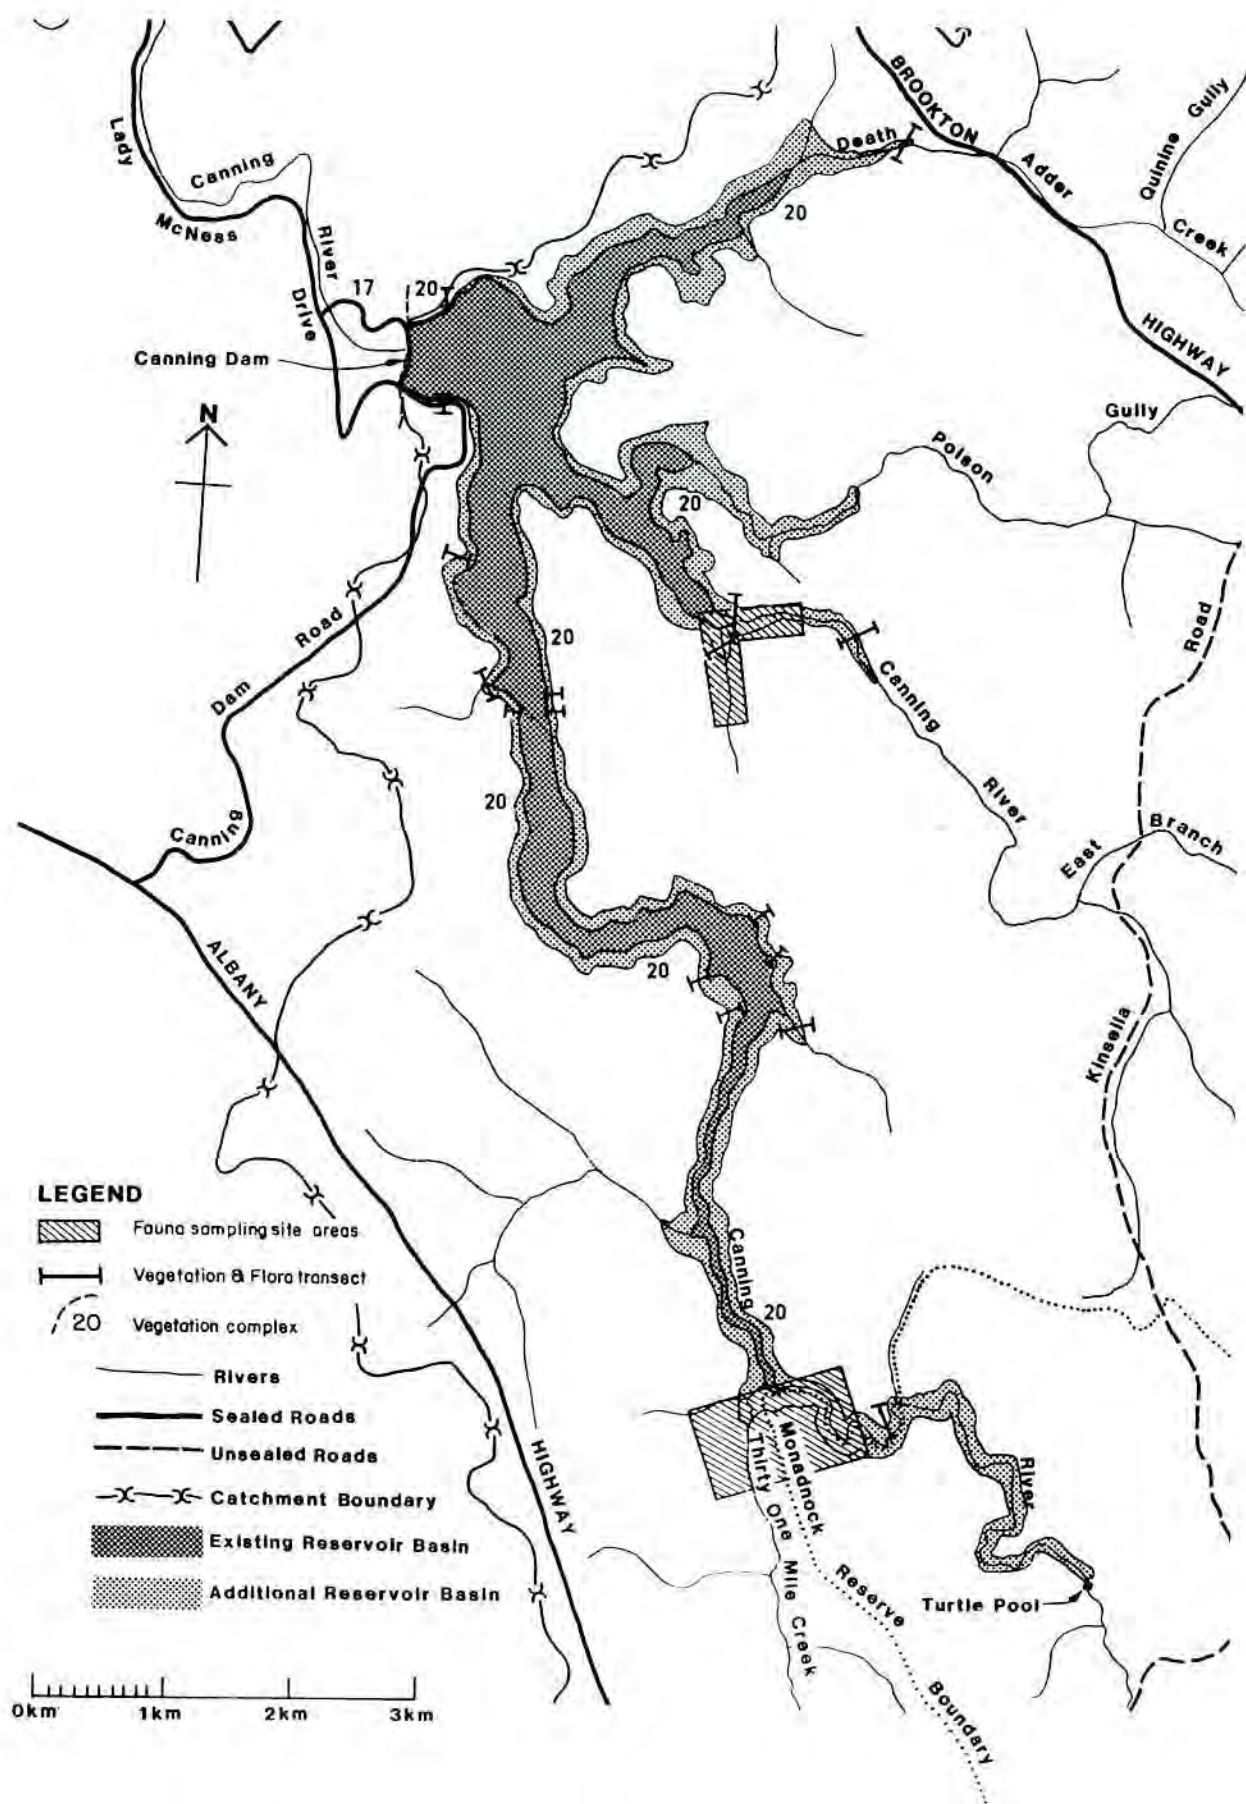 BROOKTON
HIGHWAY
Quinine Gully
Death
Adder
Creek
Lady
McNess
Drive
Canning
River
17
20
20
Canning Dam
N
Gully
Poison
20
Road
Canning
River
East
Branch
Kinsella
Road
Dam
Canning
20
20
20
ALBANY
HIGHWAY
LEGEND
Fauna sampling site areas
Vegetation & Flora transect
20 Vegetation complex
Rivers
Sealed Roads
Unsealed Roads
Catchment Boundary
Existing Reservoir Basin
Additional Reservoir Basin
Canning
20
River
Monadnock
Reserve
Boundary
Thirty One Mile Creek
Turtle Pool
0km 1km 2km 3km